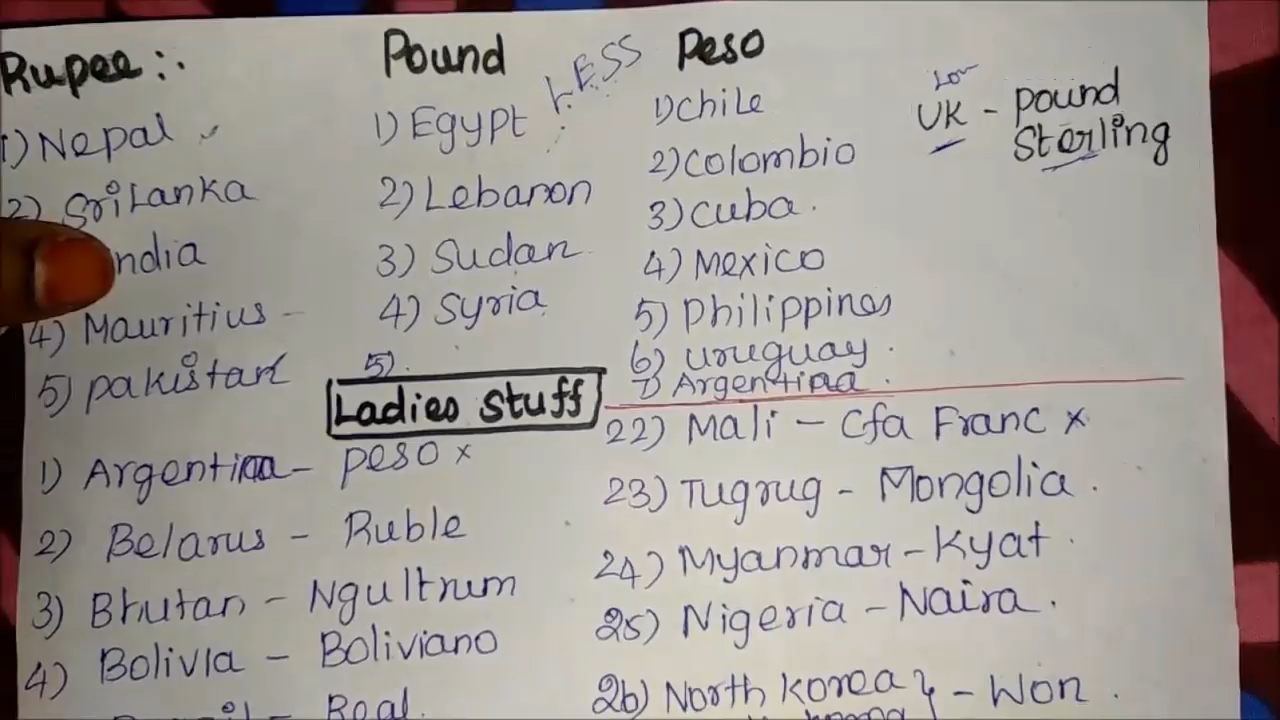 Rupee :.
1) Nepal
2) SriLanka
ndia
4) Mauritius -
5) pakistan
Pound
LESS
1) Egypt
2) Lebanon
3) Sudan
4) Syria
5).
Peso
1) chile
2) Colombio
3) Cuba.
4) Mexico
5) Philippines
6) uruguay.
7) Argentina.
Low
UK - pound
Sterling
Ladies stuff
1) Argentina - peso x
2) Belarus - Ruble
3) Bhutan - Ngultrum
4) Bolivia - Boliviano
- Real.
22) Mali - Cfa Franc x
23) Tugrug - Mongolia.
24) Myanmar - Kyat.
25) Nigeria - Naira.
26) North korea } - Won.